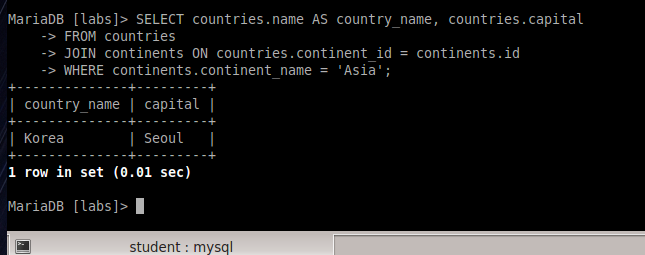 MariaDB [labs]> SELECT countries.name AS country_name, countries.capital
    -> FROM countries
    -> JOIN continents ON countries.continent_id = continents.id
    -> WHERE continents.continent_name = 'Asia';
+--------------+---------+
| country_name | capital |
+--------------+---------+
| Korea        | Seoul   |
+--------------+---------+
1 row in set (0.01 sec)
MariaDB [labs]>
student : mysql